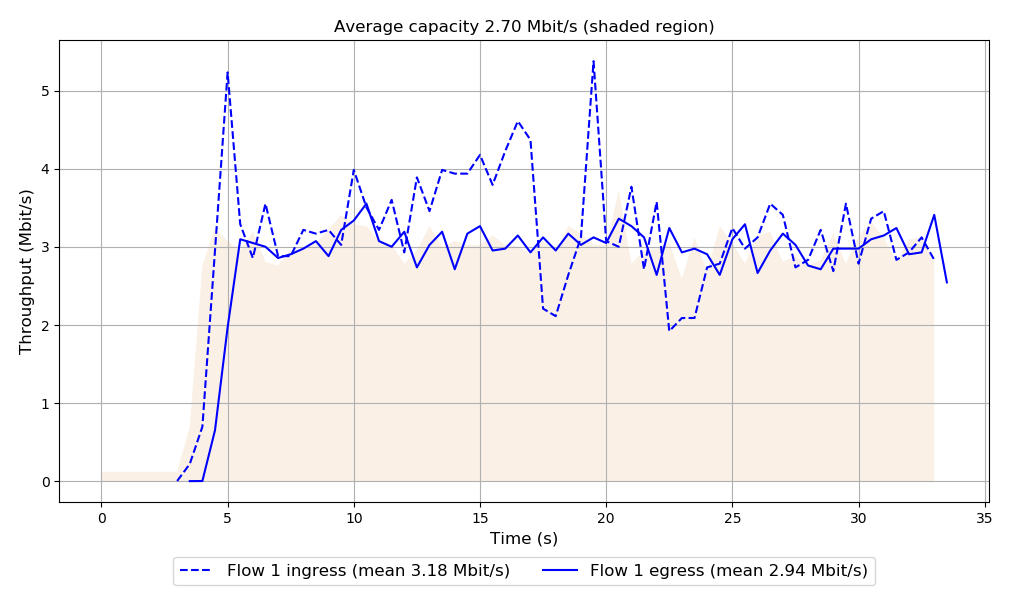 Average capacity 2.70 Mbit/s (shaded region)
Throughput (Mbit/s)
5
4
3
2
1
0
0 5 10 15 20 25 30 35
Time (s)
Flow 1 ingress (mean 3.18 Mbit/s) Flow 1 egress (mean 2.94 Mbit/s)